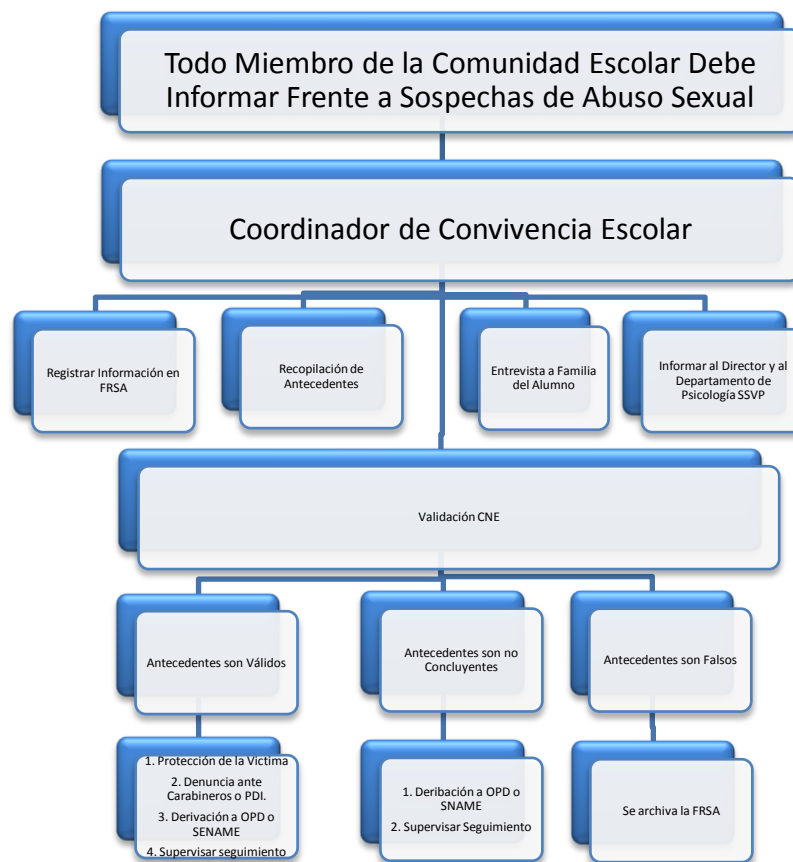 Todo Miembro de la Comunidad Escolar Debe
Informar Frente a Sospechas de Abuso Sexual
Coordinador de Convivencia Escolar
Registrar Información en
FRSA
Recopilación de
Antecedentes
Entrevista a Familia
del Alumno
Informar al Director y al
Departamento de
Psicología SSVP
Validación CNE
Antecedentes son Válidos
Antecedentes son no
Concluyentes
Antecedentes son Falsos
1. Protección de la Victima
2. Denuncia ante
Carabineros o PDI.
3. Derivación a OPD o
SENAME
4. Supervisar seguimiento
1. Deribación a OPD o
SNAME
2. Supervisar Seguimiento
Se archiva la FRSA